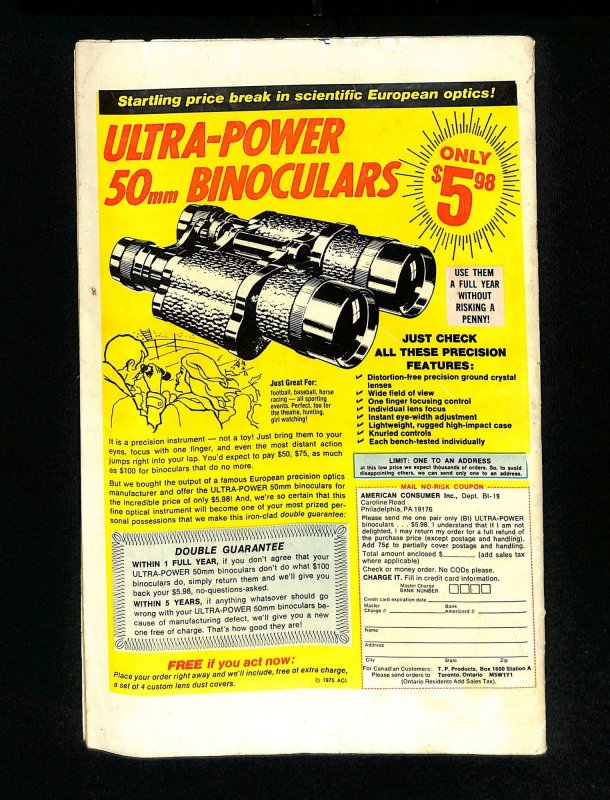 Startling price break in scientific European optics!
ULTRA-POWER
50mm BINOCULARS
ONLY
$5.98
USE THEM
A FULL YEAR
WITHOUT
RISKING A
PENNY!
JUST CHECK
ALL THESE PRECISION
FEATURES:
Distortion-free precision ground crystal
lenses
Wide field of view
One finger focusing control
Individual lens focus
Instant eye-width adjustment
Lightweight, rugged high-impact case
Knurled controls
Each bench-tested individually
Just Great For:
football, baseball, horse
racing — all sporting
events. Perfect, too for
the theatre, hunting,
girl watching!
It is a precision instrument — not a toy! Just bring them to your
eyes, focus with one finger, and even the most distant action
jumps right into your lap. You'd expect to pay $50, $75, as much
as $100 for binoculars that do no more.
But we bought the output of a famous European precision optics
manufacturer and offer the ULTRA-POWER 50mm binoculars for
the incredible price of only $5.98! And, we're so certain that this
fine optical instrument will become one of your most prized per-
sonal possessions that we make this iron-clad double guarantee:
DOUBLE GUARANTEE
WITHIN 1 FULL YEAR, if you don't agree that your
ULTRA-POWER 50mm binoculars don't do what $100
binoculars do, simply return them and we'll give you
back your $5.98, no-questions-asked.
WITHIN 5 YEARS, if anything whatsoever should go
wrong with your ULTRA-POWER 50mm binoculars be-
cause of manufacturing defect, we'll give you a new
one free of charge. That's how good they are!
FREE if you act now:
Place your order right away and we'll include, free of extra charge,
a set of 4 custom lens dust covers.
© 1975 ACI
LIMIT: ONE TO AN ADDRESS
at this low price we expect thousands of orders. So, to avoid
disappointing others, we can send only one to an address.
MAIL NO-RISK COUPON
AMERICAN CONSUMER Inc., Dept. BI-19
Caroline Road
Philadelphia, PA 19176
Please send me one pair only (BI) ULTRA-POWER
binoculars . . . $5.98. I understand that if I am not
delighted, I may return my order for a full refund of
the purchase price (except postage and handling).
Add 75¢ to partially cover postage and handling.
Total amount enclosed $ (add sales tax
where applicable)
Check or money order. No CODs please.
CHARGE IT. Fill in credit card information.
Master Charge
BANK NUMBER
Credit card expiration date
Master Bank
Charge # Americard #
Name
Address
City State Zip
For Canadian Customers: T. P. Products, Box 1600 Station A
Please send orders to Toronto, Ontario M5W1Y1
(Ontario Residents Add Sales Tax).